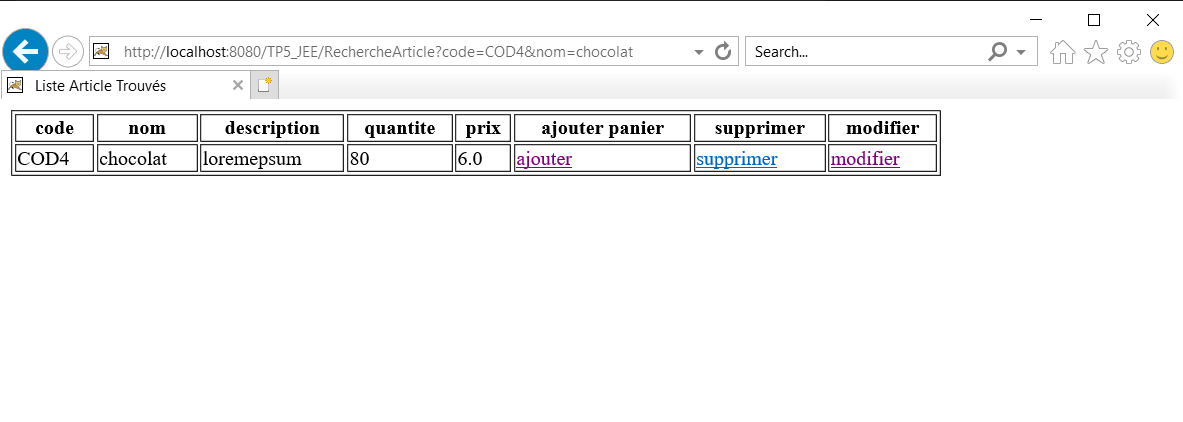 http://localhost:8080/TP5_JEE/RechercheArticle?code=COD4&nom=chocolat Search...
Liste Article Trouvés
code nom description quantite prix ajouter panier supprimer modifier
COD4 chocolat loremepsum 80 6.0 ajouter supprimer modifier